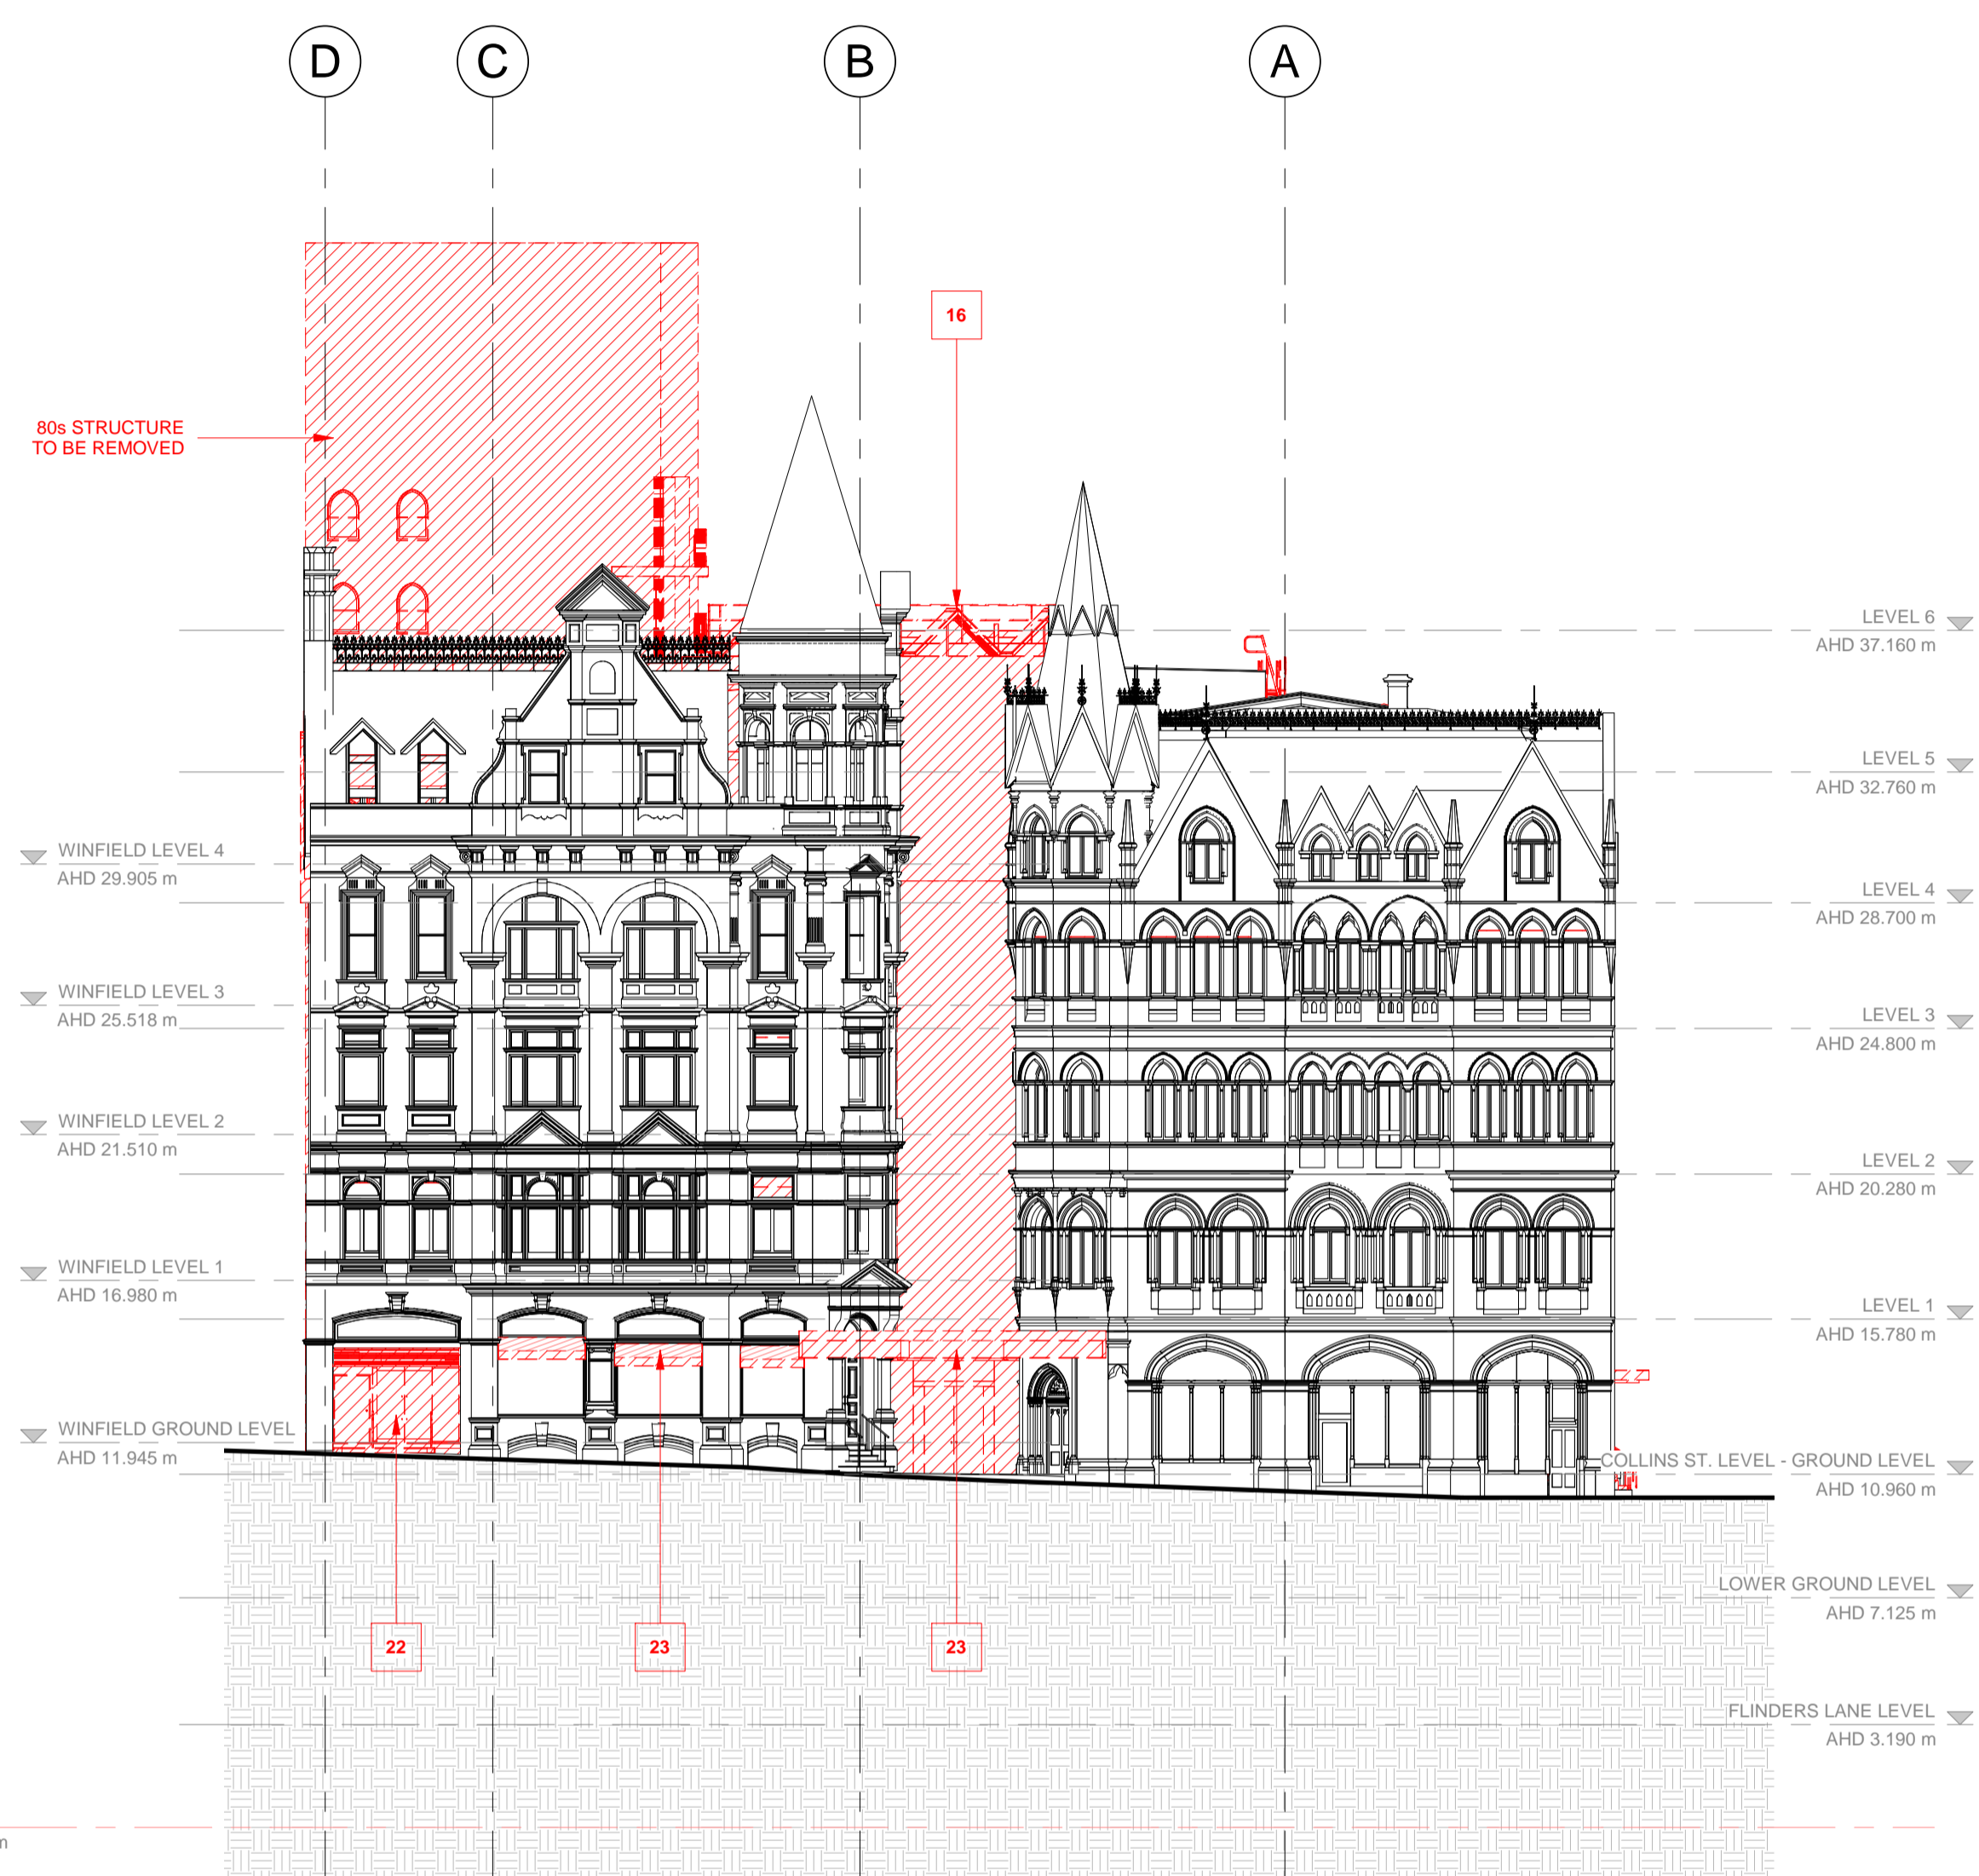 D
C
B
A
16
80s STRUCTURE
TO BE REMOVED
LEVEL 6
AHD 37.160 m
LEVEL 5
AHD 32.760 m
WINFIELD LEVEL 4
AHD 29.905 m
LEVEL 4
AHD 28.700 m
WINFIELD LEVEL 3
AHD 25.518 m
LEVEL 3
AHD 24.800 m
WINFIELD LEVEL 2
AHD 21.510 m
LEVEL 2
AHD 20.280 m
WINFIELD LEVEL 1
AHD 16.980 m
LEVEL 1
AHD 15.780 m
WINFIELD GROUND LEVEL
AHD 11.945 m
COLLINS ST. LEVEL - GROUND LEVEL
AHD 10.960 m
LOWER GROUND LEVEL
AHD 7.125 m
22
23
23
FLINDERS LANE LEVEL
AHD 3.190 m
m